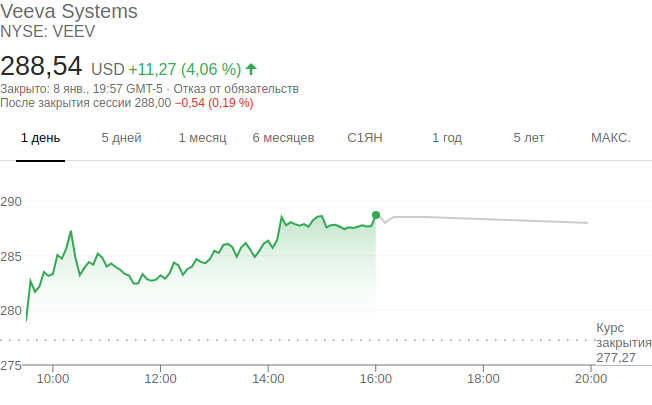 Veeva Systems
NYSE: VEEV
288,54 USD +11,27 (4,06 %)
Закрыто: 8 янв., 19:57 GMT-5 · Отказ от обязательств
После закрытия сессии 288,00 −0,54 (0,19 %)
1 день 5 дней 1 месяц 6 месяцев С1ЯН 1 год 5 лет МАКС.
290
285
280
Курс
закрытия
277,27
275
10:00 12:00 14:00 16:00 18:00 20:00